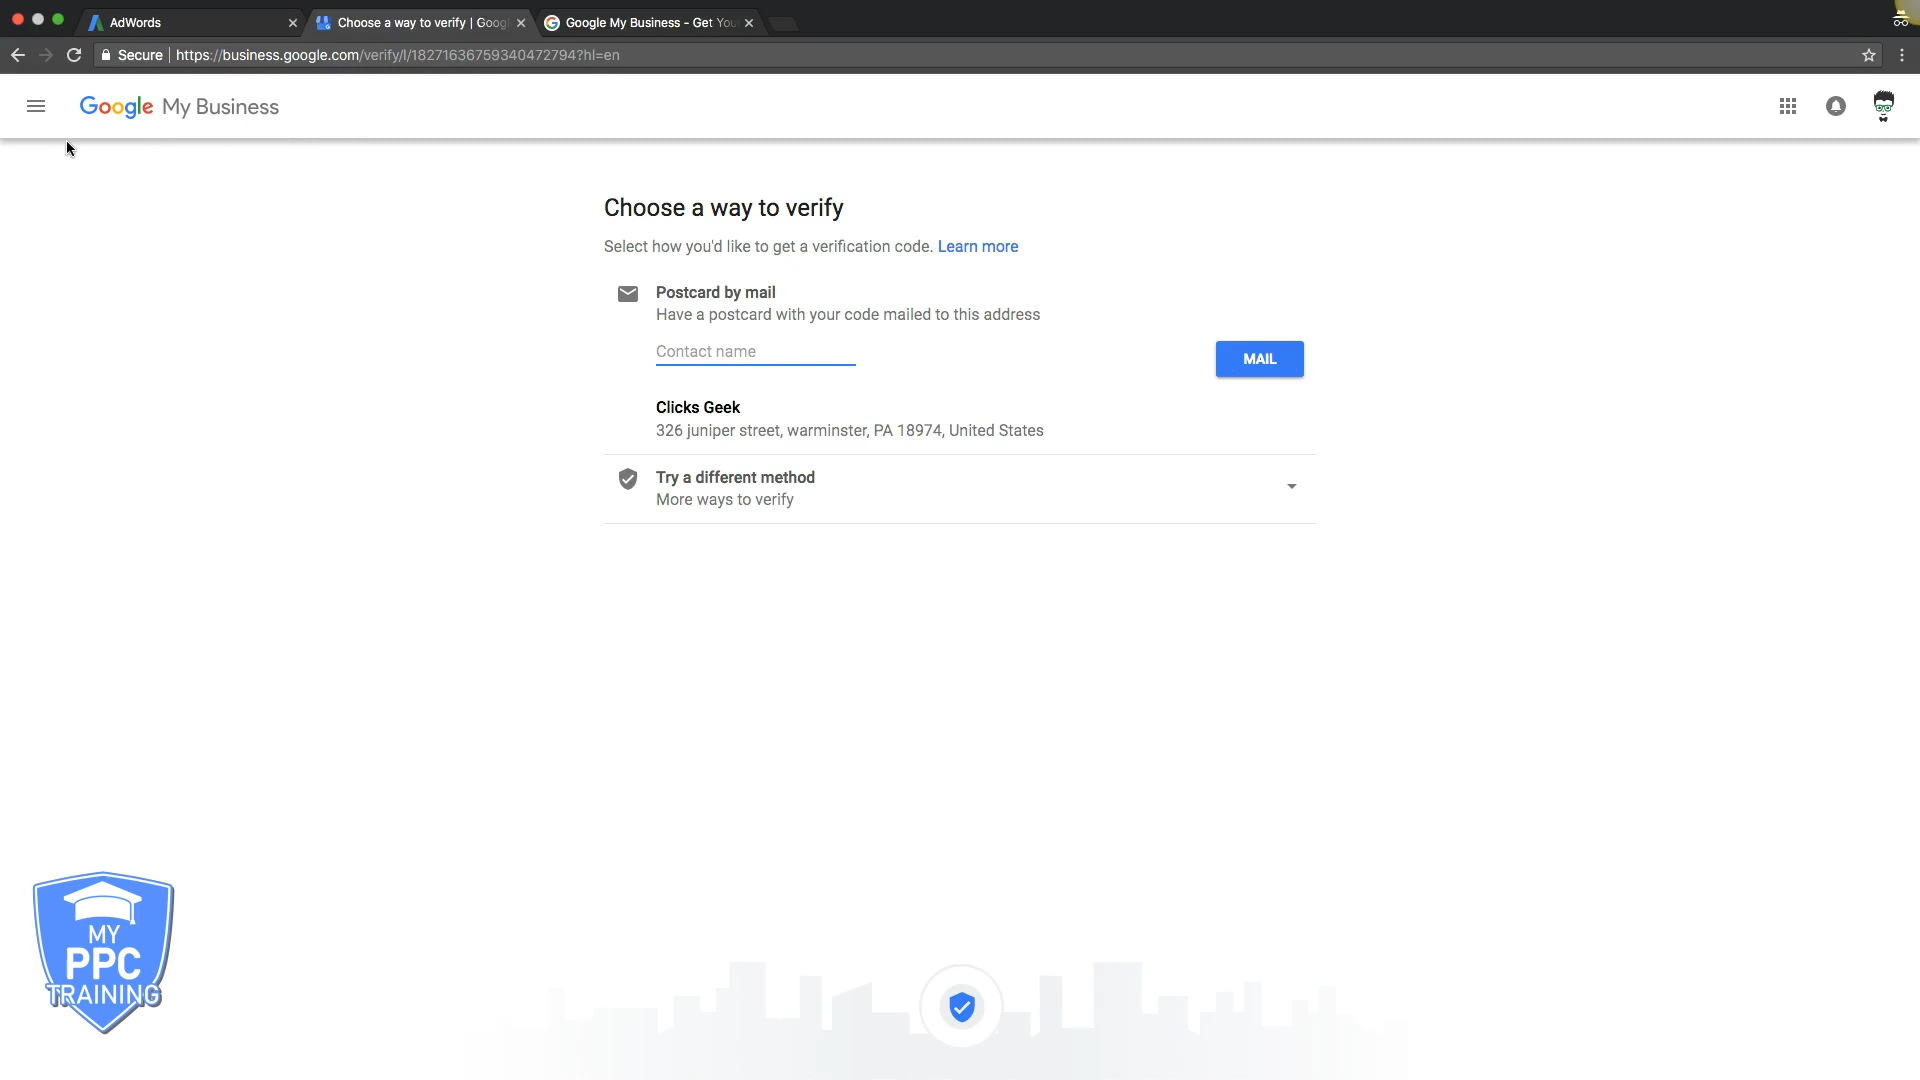 AdWords
Choose a way to verify | Goog
Google My Business - Get You
Secure
https://business.google.com/verify/l/18271636759340472794?hl=en
Google My Business
Choose a way to verify
Select how you'd like to get a verification code. Learn more
Postcard by mail
Have a postcard with your code mailed to this address
Contact name
MAIL
Clicks Geek
326 juniper street, warminster, PA 18974, United States
Try a different method
More ways to verify
MY
PPC
TRAINING